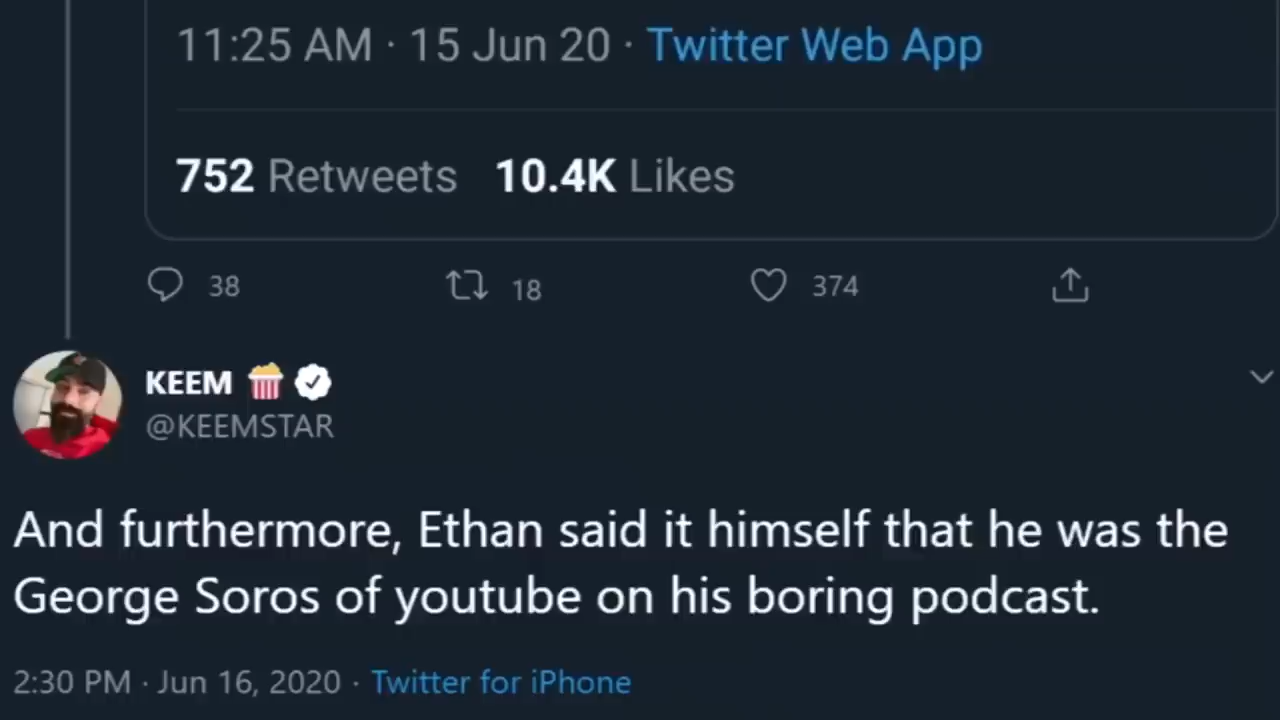 11:25 AM · 15 Jun 20 · Twitter Web App
752 Retweets 10.4K Likes
38 18 374
KEEM 🍿
@KEEMSTAR
And furthermore, Ethan said it himself that he was the
George Soros of youtube on his boring podcast.
2:30 PM · Jun 16, 2020 · Twitter for iPhone